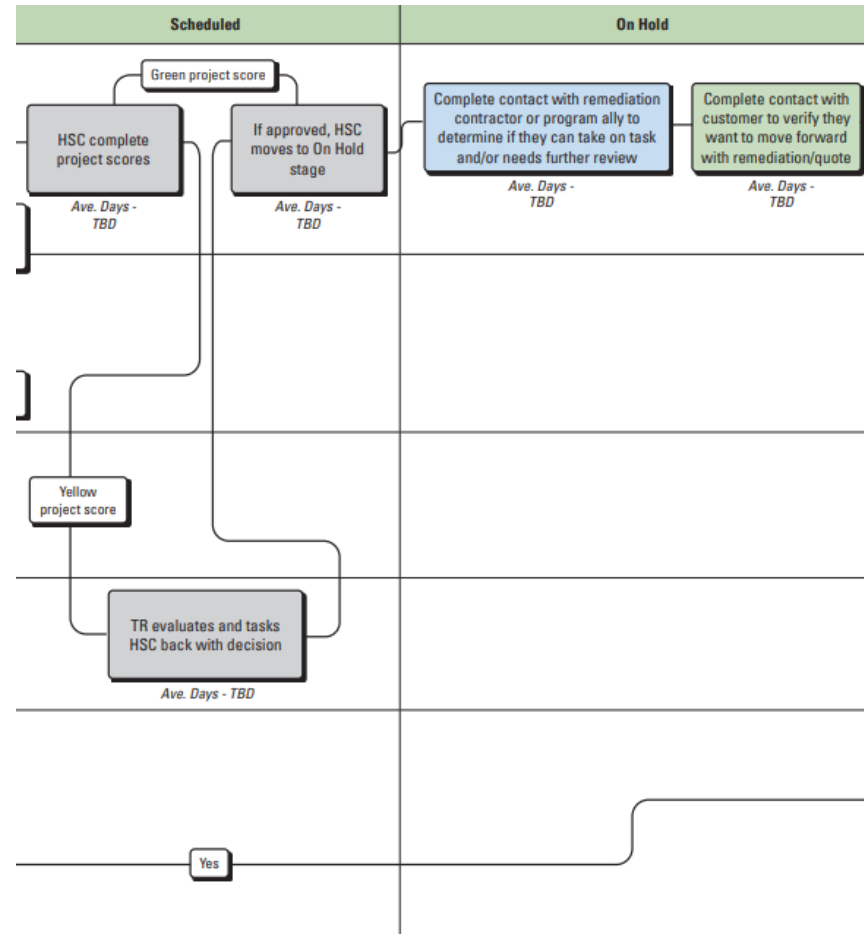 Scheduled
On Hold
Green project score
HSC complete
project scores
Ave. Days -
TBD
If approved, HSC
moves to On Hold
stage
Ave. Days -
TBD
Complete contact with remediation
contractor or program ally to
determine if they can take on task
and/or needs further review
Ave. Days -
TBD
Complete contact with
customer to verify they
want to move forward
with remediation/quote
Ave. Days -
TBD
Yellow
project score
TR evaluates and tasks
HSC back with decision
Ave. Days - TBD
Yes